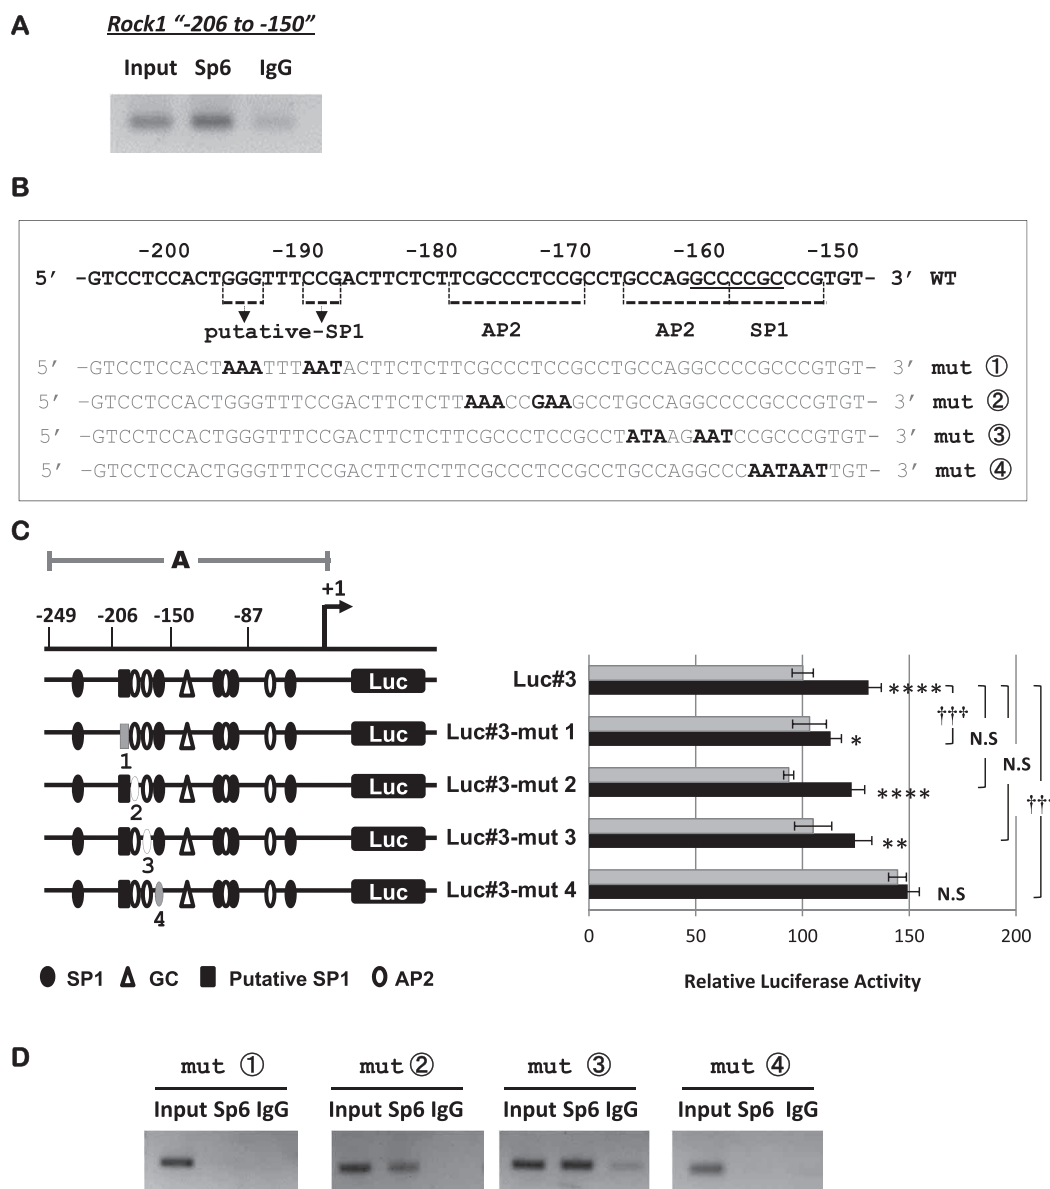 A
Rock1 “-206 to -150”
Input Sp6 IgG
B
-200 -190 -180 -170 -160 -150
5′ -GTCCTCCACTGGGTTTCCGACTTCTCTTCGCCCTCCGCCTGCCAGGCCCCGCCCGTGT- 3′ WT
putative-SP1 AP2 AP2 SP1
5′ -GTCCTCCACTAAATTTAATACTTCTCTTCGCCCTCCGCCTGCCAGGCCCCGCCCGTGT- 3′ mut ①
5′ -GTCCTCCACTGGGTTTCCGACTTCTCTTAAACCGAAGCCTGCCAGGCCCCGCCCGTGT- 3′ mut ②
5′ -GTCCTCCACTGGGTTTCCGACTTCTCTTCGCCCTCCGCCTATAAGAATCCGCCCGTGT- 3′ mut ③
5′ -GTCCTCCACTGGGTTTCCGACTTCTCTTCGCCCTCCGCCTGCCAGGCCCAATAATTGT- 3′ mut ④
C
A
+1
-249 -206 -150 -87
Luc Luc#3 ****
†††
Luc Luc#3-mut 1 * N.S
1
N.S
Luc Luc#3-mut 2 ****
2
Luc Luc#3-mut 3 **
3
Luc Luc#3-mut 4 N.S
4
0 50 100 150 200
SP1 GC Putative SP1 AP2
Relative Luciferase Activity
D
mut ① mut ② mut ③ mut ④
Input Sp6 IgG Input Sp6 IgG Input Sp6 IgG Input Sp6 IgG